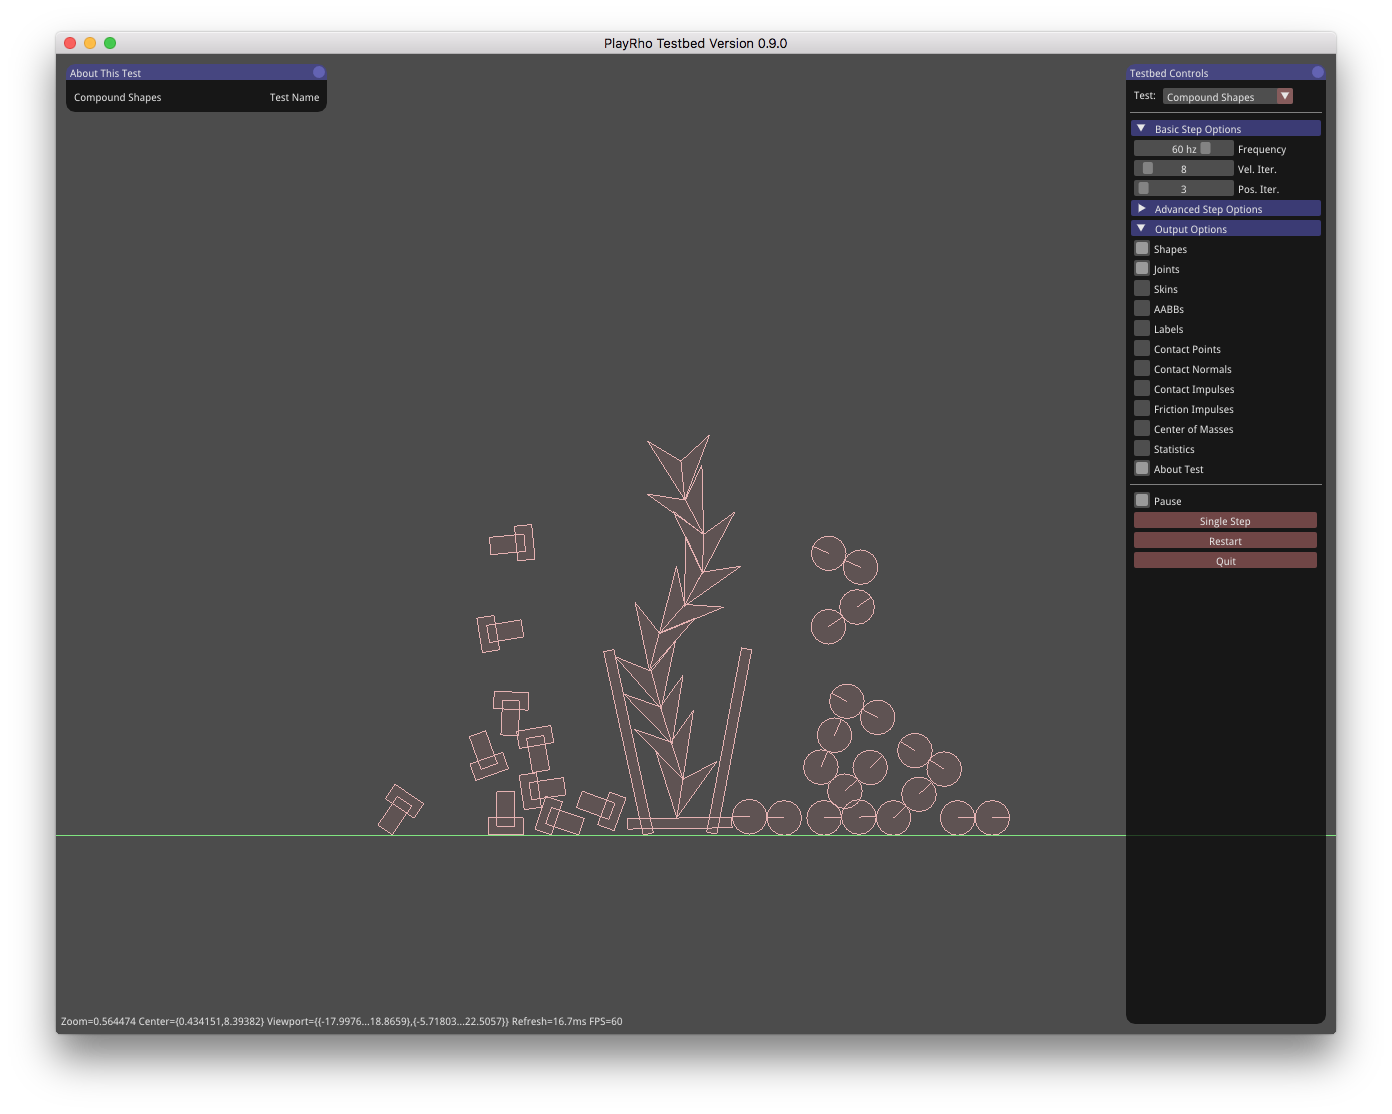 PlayRho Testbed Version 0.9.0
About This Test
Compound Shapes Test Name
Testbed Controls
Test: Compound Shapes
Basic Step Options
60 hz Frequency
8 Vel. Iter.
3 Pos. Iter.
Advanced Step Options
Output Options
Shapes
Joints
Skins
AABBs
Labels
Contact Points
Contact Normals
Contact Impulses
Friction Impulses
Center of Masses
Statistics
About Test
Pause
Single Step
Restart
Quit
Zoom=0.564474 Center={0.434151,8.39382} Viewport={{-17.9976...18.8659},{-5.71803...22.5057}} Refresh=16.7ms FPS=60